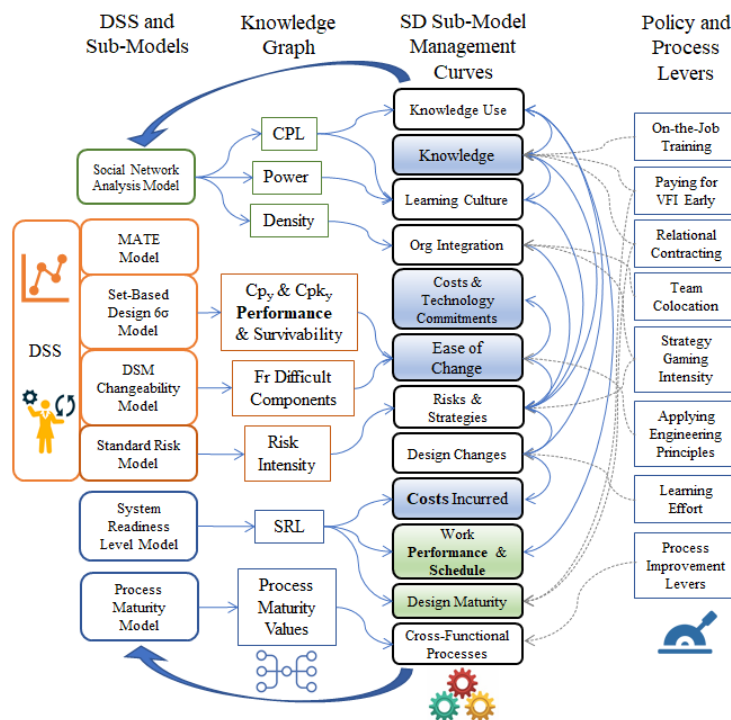 DSS and
Sub-Models
Knowledge
Graph
SD Sub-Model
Management
Curves
Policy and
Process
Levers
Social Network
Analysis Model
MATE
Model
Set-Based
Design 6σ
Model
DSS
DSM
Changeability
Model
Standard Risk
Model
System
Readiness
Level Model
Process
Maturity
Model
CPL
Power
Density
Cpy & Cpky
Performance
& Survivability
Fr Difficult
Components
Risk
Intensity
SRL
Process
Maturity
Values
Knowledge Use
Knowledge
Learning Culture
Org Integration
Costs &
Technology
Commitments
Ease of
Change
Risks &
Strategies
Design Changes
Costs Incurred
Work
Performance &
Schedule
Design Maturity
Cross-Functional
Processes
On-the-Job
Training
Paying for
VFI Early
Relational
Contracting
Team
Colocation
Strategy
Gaming
Intensity
Applying
Engineering
Principles
Learning
Effort
Process
Improvement
Levers